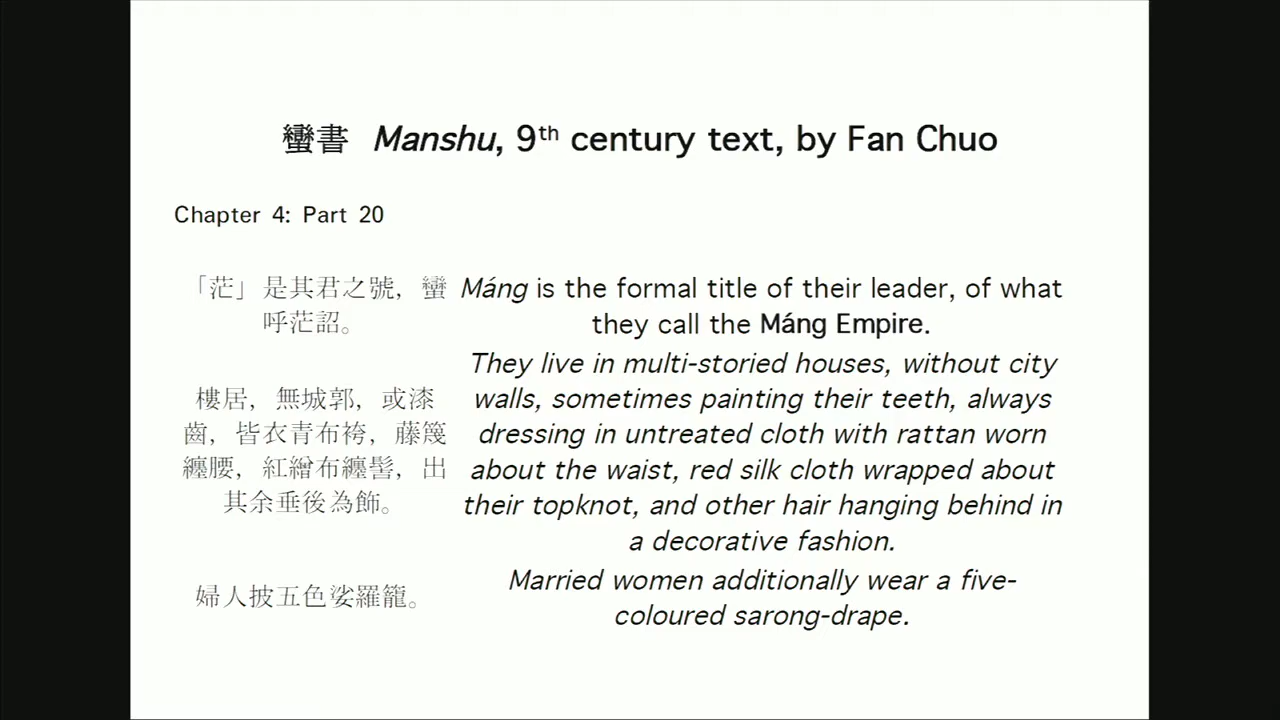 蠻書 Manshu, 9th century text, by Fan Chuo
Chapter 4: Part 20
「茫」是其君之號，蠻
呼茫詔。
Máng is the formal title of their leader, of what
they call the Máng Empire.
樓居，無城郭，或漆
齒，皆衣青布袴，藤篾
纏腰，紅繒布纏髻，出
其余垂後為飾。
They live in multi-storied houses, without city
walls, sometimes painting their teeth, always
dressing in untreated cloth with rattan worn
about the waist, red silk cloth wrapped about
their topknot, and other hair hanging behind in
a decorative fashion.
婦人披五色娑羅籠。
Married women additionally wear a five-
coloured sarong-drape.